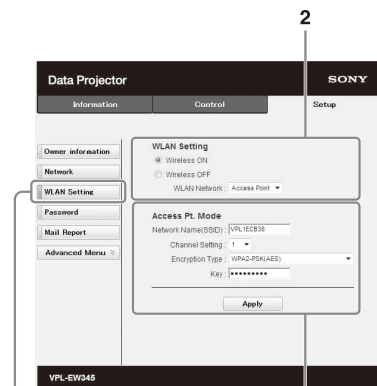 2
Data Projector SONY
Information Control Setup
Owner information
Network
WLAN Setting
Password
Mail Report
Advanced Menu
WLAN Setting
Wireless ON
Wireless OFF
WLAN Network : Access Point
Access Pt. Mode
Network Name(SSID) : VPL1ECB38
Channel Setting : 1
Encryption Type : WPA2-PSK(AES)
Key : •••••••••
Apply
VPL-EW345